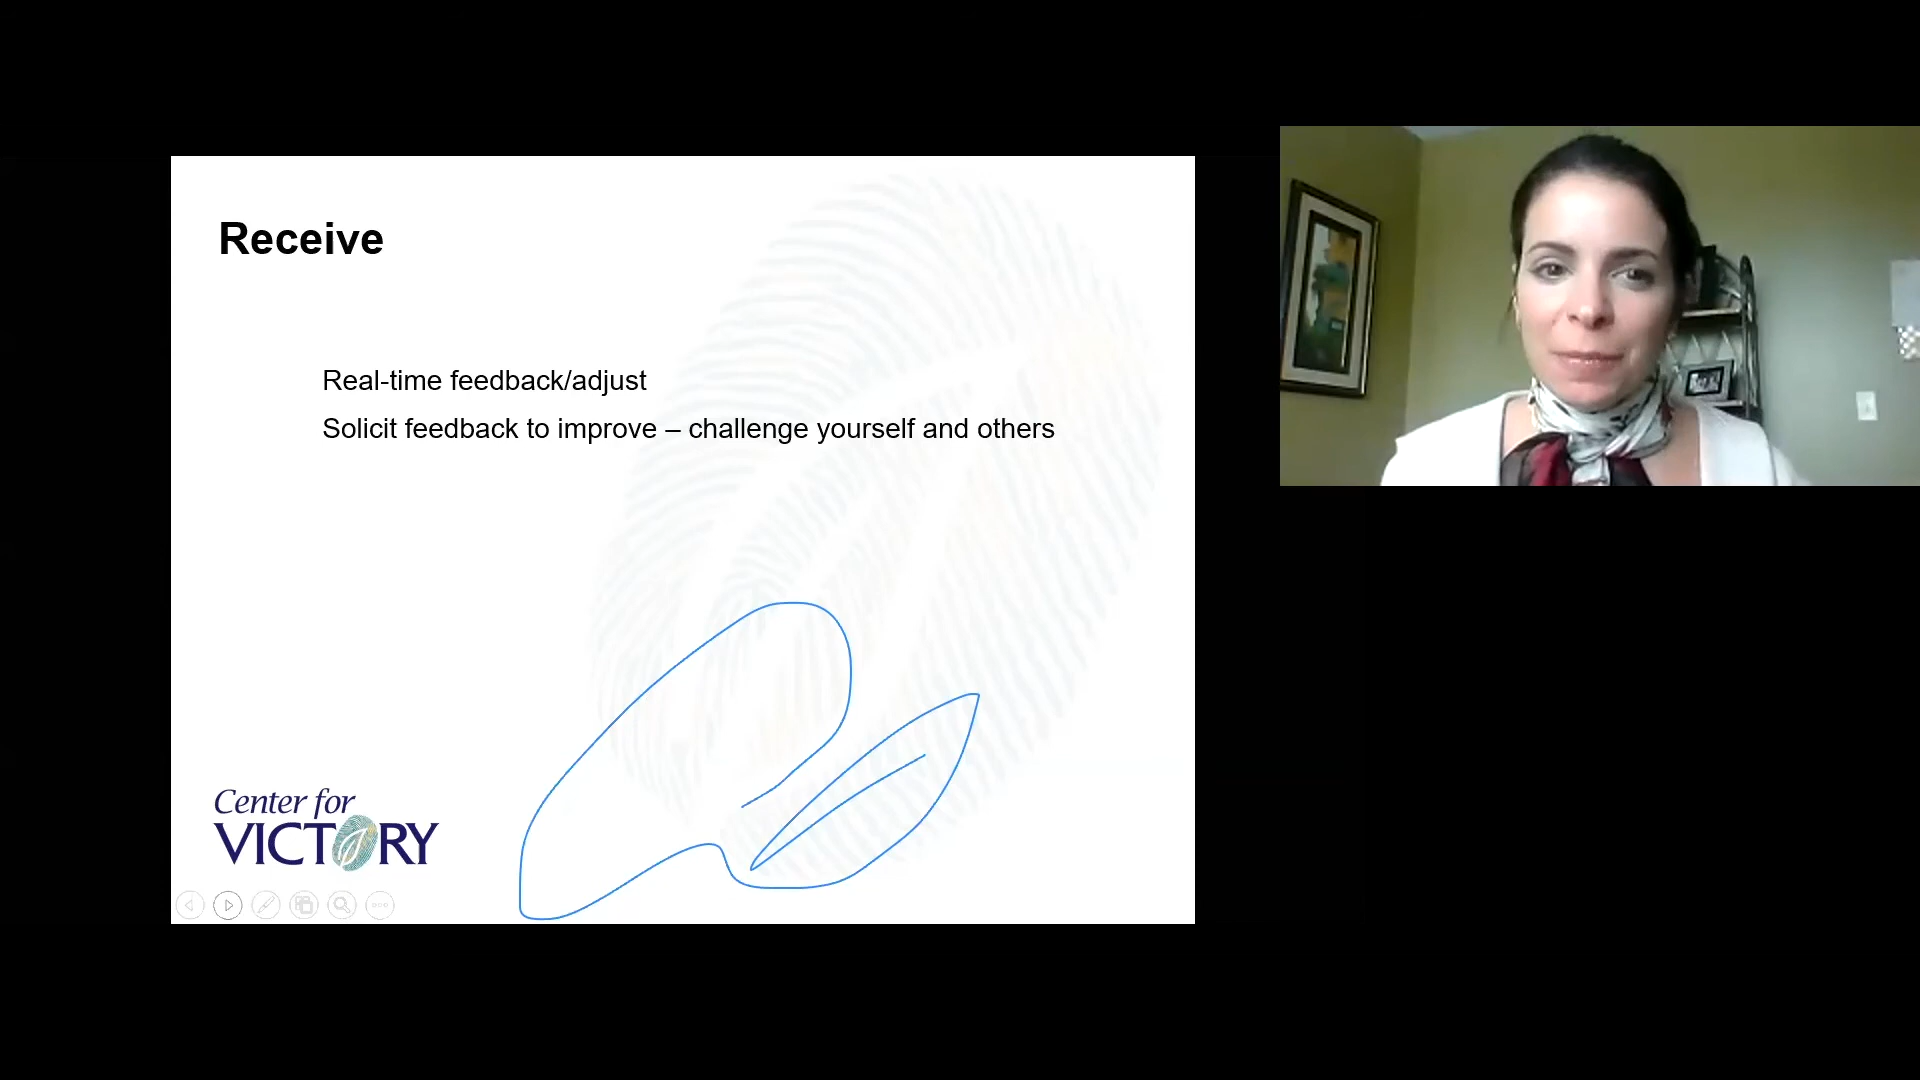 Receive
Real-time feedback/adjust
Solicit feedback to improve – challenge yourself and others
Center for
VICTORY